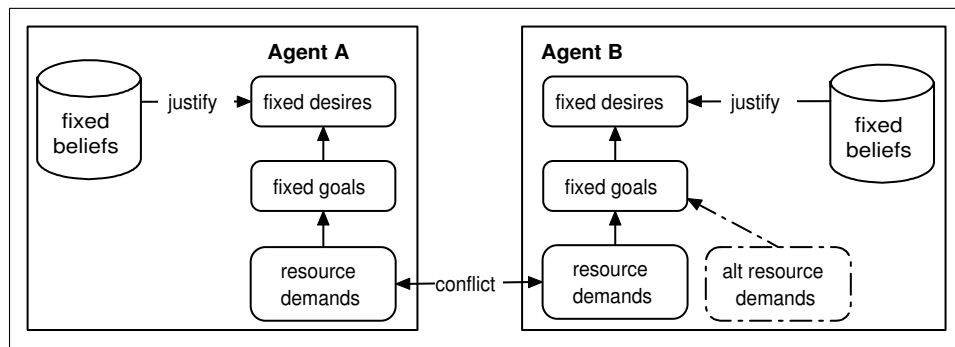 Agent A
fixed
beliefs
justify
fixed desires
fixed goals
resource
demands
conflict
Agent B
fixed desires
justify
fixed
beliefs
fixed goals
resource
demands
alt resource
demands